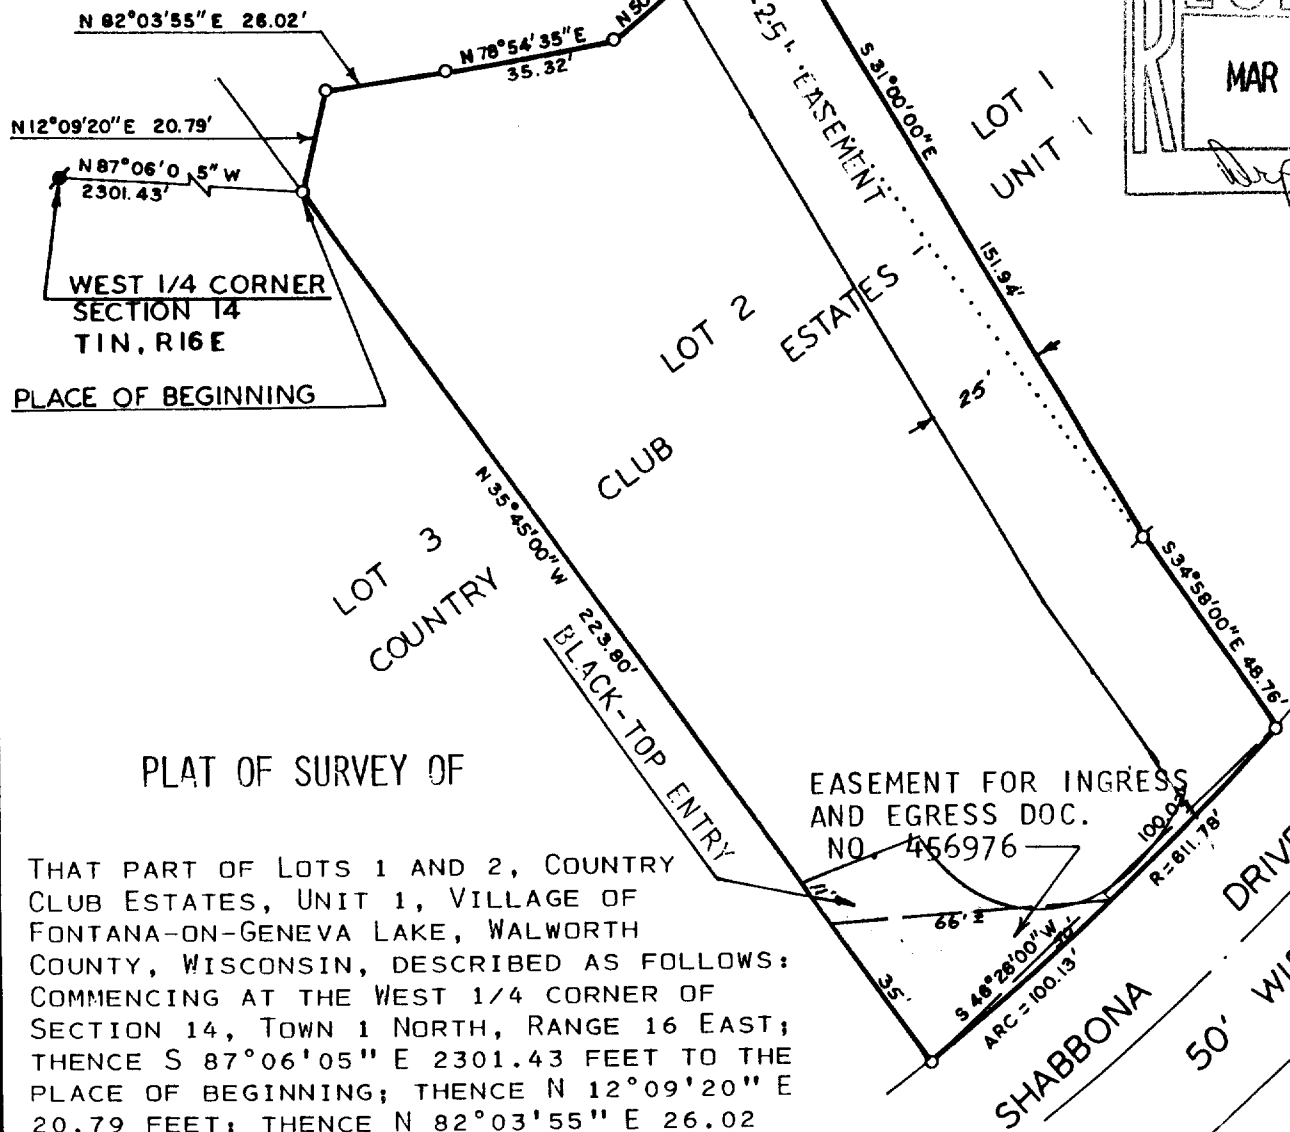 N 82°03'55" E 26.02'
N 78°54'35" E
35.32'
N 50
25' EASEMENT
S 31°00'00" E
151.94'
LOT 1
UNIT 1
MAR
N 12°09'20" E 20.79'
N 87°06'05" W
2301.43'
WEST 1/4 CORNER
SECTION 14
T1N, R16E
PLACE OF BEGINNING
LOT 2
ESTATES
CLUB
25'
LOT 3
COUNTRY
N 35°45'00" W 223.80'
BLACK-TOP ENTRY
S 34°58'00" E 48.76'
EASEMENT FOR INGRESS
AND EGRESS DOC.
NO. 456976
11'
66' ±
35'
S 46°26'00" W
ARC = 100.13'
R = 811.78'
SHABBONA DRIVE
50'
PLAT OF SURVEY OF
THAT PART OF LOTS 1 AND 2, COUNTRY
CLUB ESTATES, UNIT 1, VILLAGE OF
FONTANA-ON-GENEVA LAKE, WALWORTH
COUNTY, WISCONSIN, DESCRIBED AS FOLLOWS:
COMMENCING AT THE WEST 1/4 CORNER OF
SECTION 14, TOWN 1 NORTH, RANGE 16 EAST;
THENCE S 87°06'05" E 2301.43 FEET TO THE
PLACE OF BEGINNING; THENCE N 12°09'20" E
20.79 FEET; THENCE N 82°03'55" E 26.02